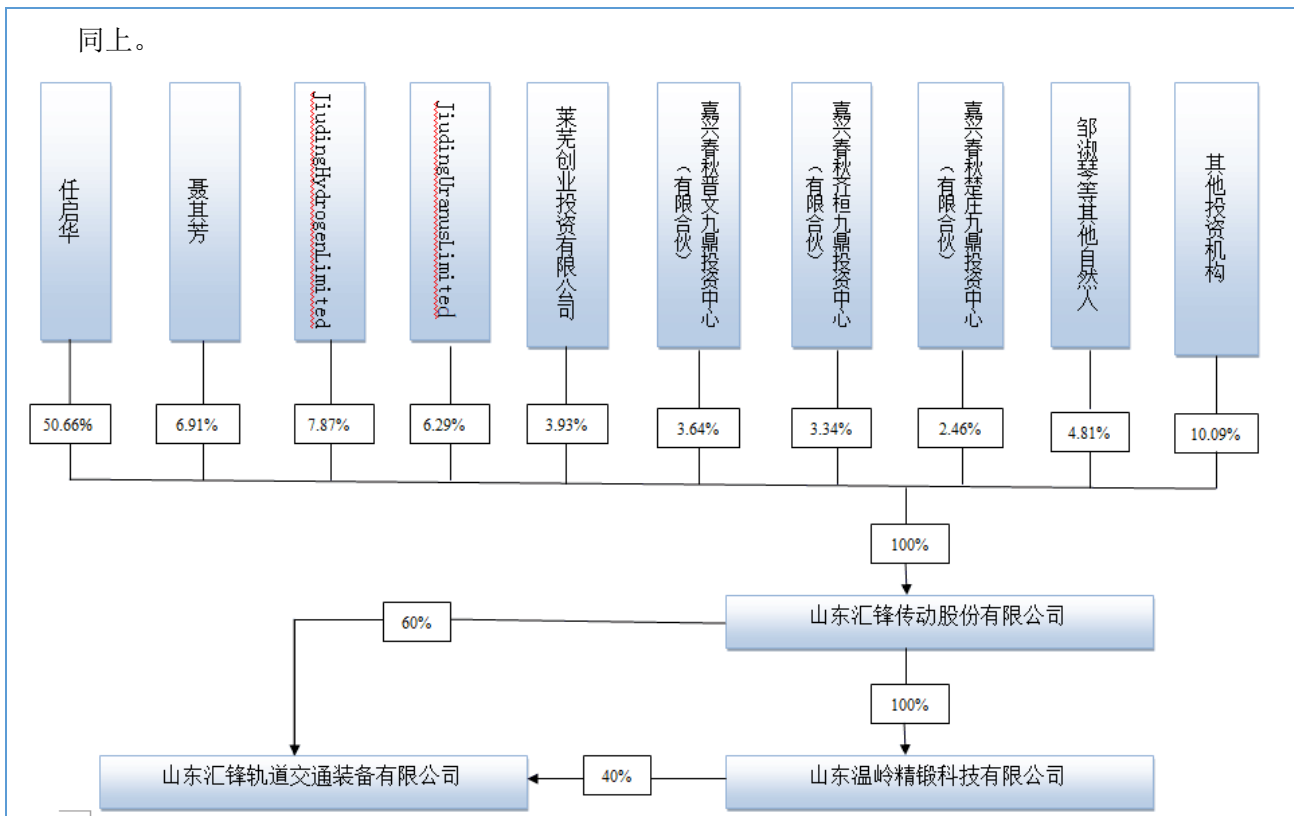 同上。
任启华
聂其芳
JiudingHydrogenLimited
JiudingUranusLimited
莱芜创业投资有限公司
嘉兴春秋晋文九鼎投资中心
（有限合伙）
嘉兴春秋齐桓九鼎投资中心
（有限合伙）
嘉兴春秋楚庄九鼎投资中心
（有限合伙）
邹淑琴等其他自然人
其他投资机构
50.66%
6.91%
7.87%
6.29%
3.93%
3.64%
3.34%
2.46%
4.81%
10.09%
100%
山东汇锋传动股份有限公司
60%
100%
山东汇锋轨道交通装备有限公司
40%
山东温岭精锻科技有限公司